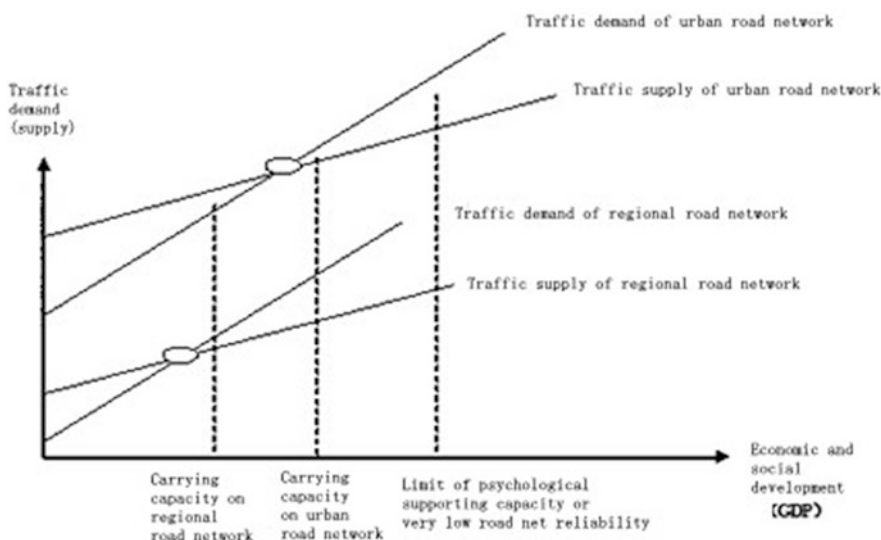 Traffic demand of urban road network
Traffic
demand
(supply)
Traffic supply of urban road network
Traffic demand of regional road network
Traffic supply of regional road network
Economic and
social
development
(GDP)
Carrying
capacity on
regional
road network
Carrying
capacity
on urban
road network
Limit of psychological
supporting capacity or
very low road net reliability